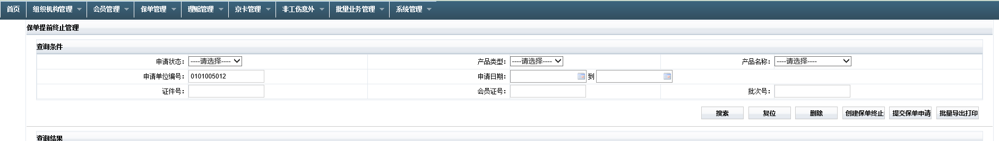 首页 组织机构管理 会员管理 保单管理 理赔管理 京卡管理 非工伤意外 批量业务管理 系统管理
保单提前终止管理
查询条件
申请状态： ----请选择---- 产品类型： ----请选择---- 产品名称： ----请选择----
申请单位编号： 0101005012 申请日期： 到
证件号： 会员证号： 批次号：
搜索 复位 删除 创建保单终止 提交保单申请 批量导出打印
查询结果